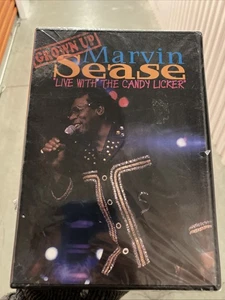 GROWN UP
Marvin
Sease
"LIVE WITH THE CANDY LICKER"